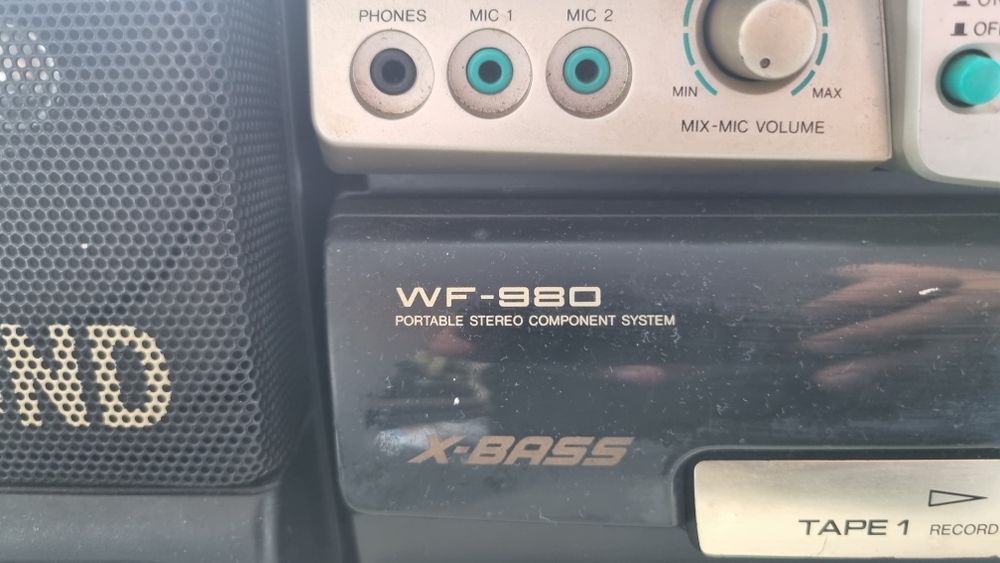 PHONES
MIC 1
MIC 2
MIN
MAX
MIX-MIC VOLUME
WF-980
PORTABLE STEREO COMPONENT SYSTEM
ND
X-BASS
TAPE 1 RECORD